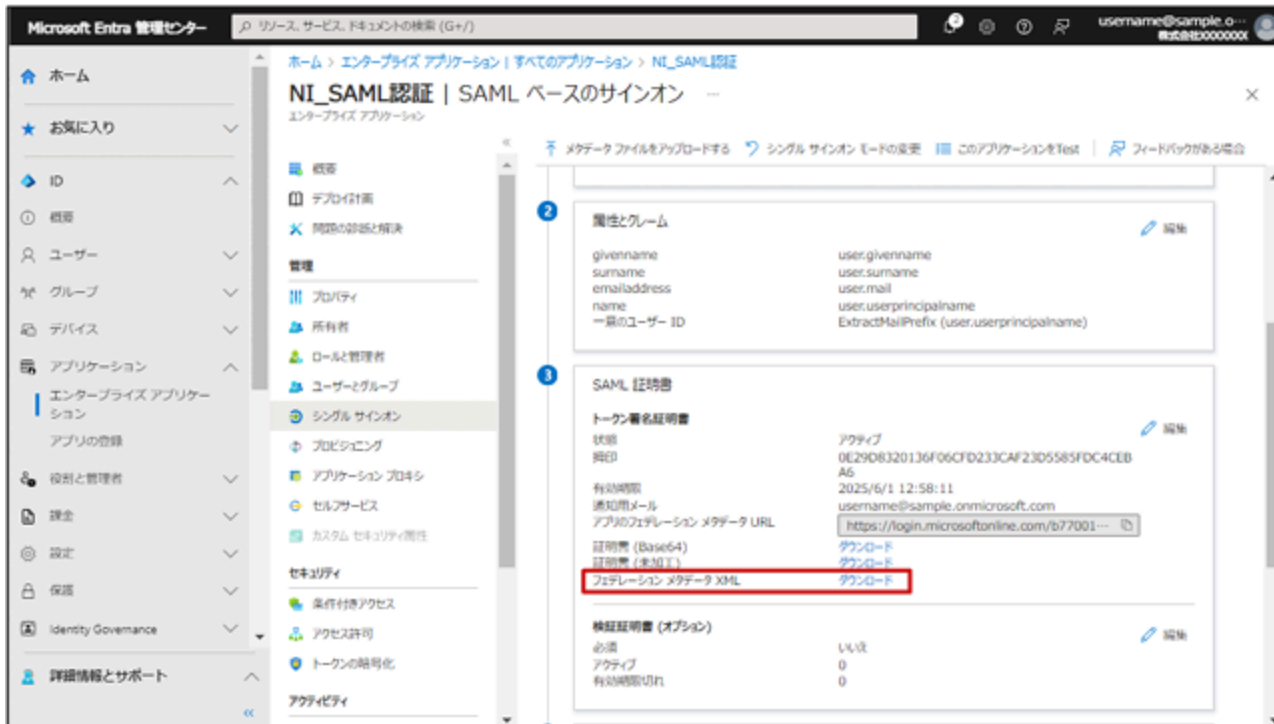 Microsoft Entra 管理センター
リソース、サービス、ドキュメントの検索 (G+/)
2
username@sample.o…
株式会社XXXXXXX
ホーム
お気に入り
ID
概要
ユーザー
グループ
デバイス
アプリケーション
エンタープライズ アプリケー
ション
アプリの登録
役割と管理者
課金
設定
保護
Identity Governance
詳細情報とサポート
«
ホーム > エンタープライズ アプリケーション | すべてのアプリケーション > NI_SAML認証
NI_SAML認証 | SAML ベースのサインオン …
エンタープライズ アプリケーション
«
概要
デプロイ計画
問題の診断と解決
管理
プロパティ
所有者
ロールと管理者
ユーザーとグループ
シングル サインオン
プロビジョニング
アプリケーション プロキシ
セルフサービス
カスタム セキュリティ属性
セキュリティ
条件付きアクセス
アクセス許可
トークンの暗号化
アクティビティ
メタデータ ファイルをアップロードする シングル サインオン モードの変更 このアプリケーションをTest フィードバックがある場合
2
属性とクレーム
編集
givenname user.givenname
surname user.surname
emailaddress user.mail
name user.userprincipalname
一意のユーザー ID ExtractMailPrefix (user.userprincipalname)
3
SAML 証明書
トークン署名証明書
編集
状態 アクティブ
拇印 0E29D8320136F06CFD233CAF23D5585FDC4CEB
A6
有効期限 2025/6/1 12:58:11
通知用メール username@sample.onmicrosoft.com
アプリのフェデレーション メタデータ URL https://login.microsoftonline.com/b77001…
証明書 (Base64) ダウンロード
証明書 (未加工) ダウンロード
フェデレーション メタデータ XML ダウンロード
検証証明書 (オプション)
編集
必須 いいえ
アクティブ 0
有効期限切れ 0